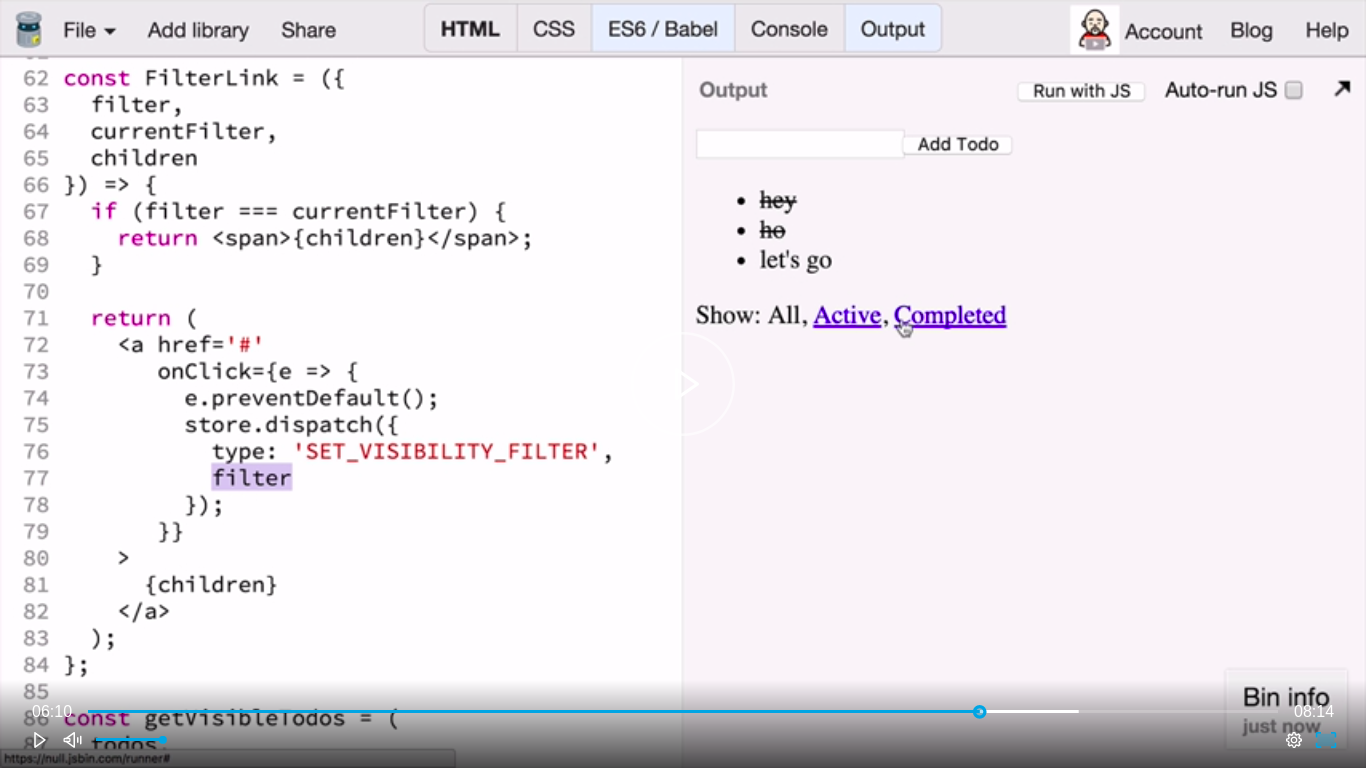 File Add library Share HTML CSS ES6 / Babel Console Output Account Blog Help
62 const FilterLink = ({
63 filter,
64 currentFilter,
65 children
66 }) => {
67 if (filter === currentFilter) {
68 return <span>{children}</span>;
69 }
70
71 return (
72 <a href='#'
73 onClick={e => {
74 e.preventDefault();
75 store.dispatch({
76 type: 'SET_VISIBILITY_FILTER',
77 filter
78 });
79 }}
80 >
81 {children}
82 </a>
83 );
84 };
85
86 const getVisibleTodos = (
87 todos,
Output Run with JS Auto-run JS
Add Todo
hey
ho
let's go
Show: All, Active, Completed
Bin info
just now
06:10 08:14
https://null.jsbin.com/runner#